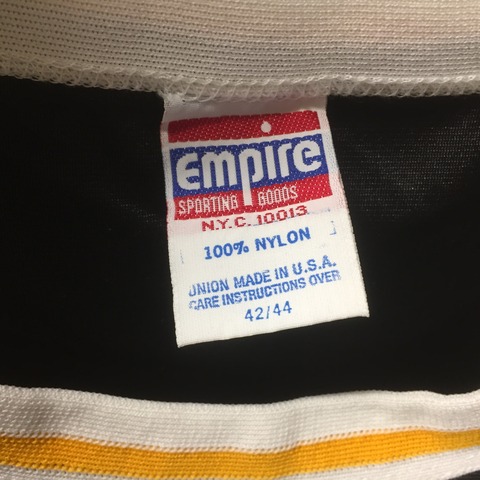 empire
SPORTING GOODS
N.Y.C. 10013
100% NYLON
UNION MADE IN U.S.A.
CARE INSTRUCTIONS OVER
42/44